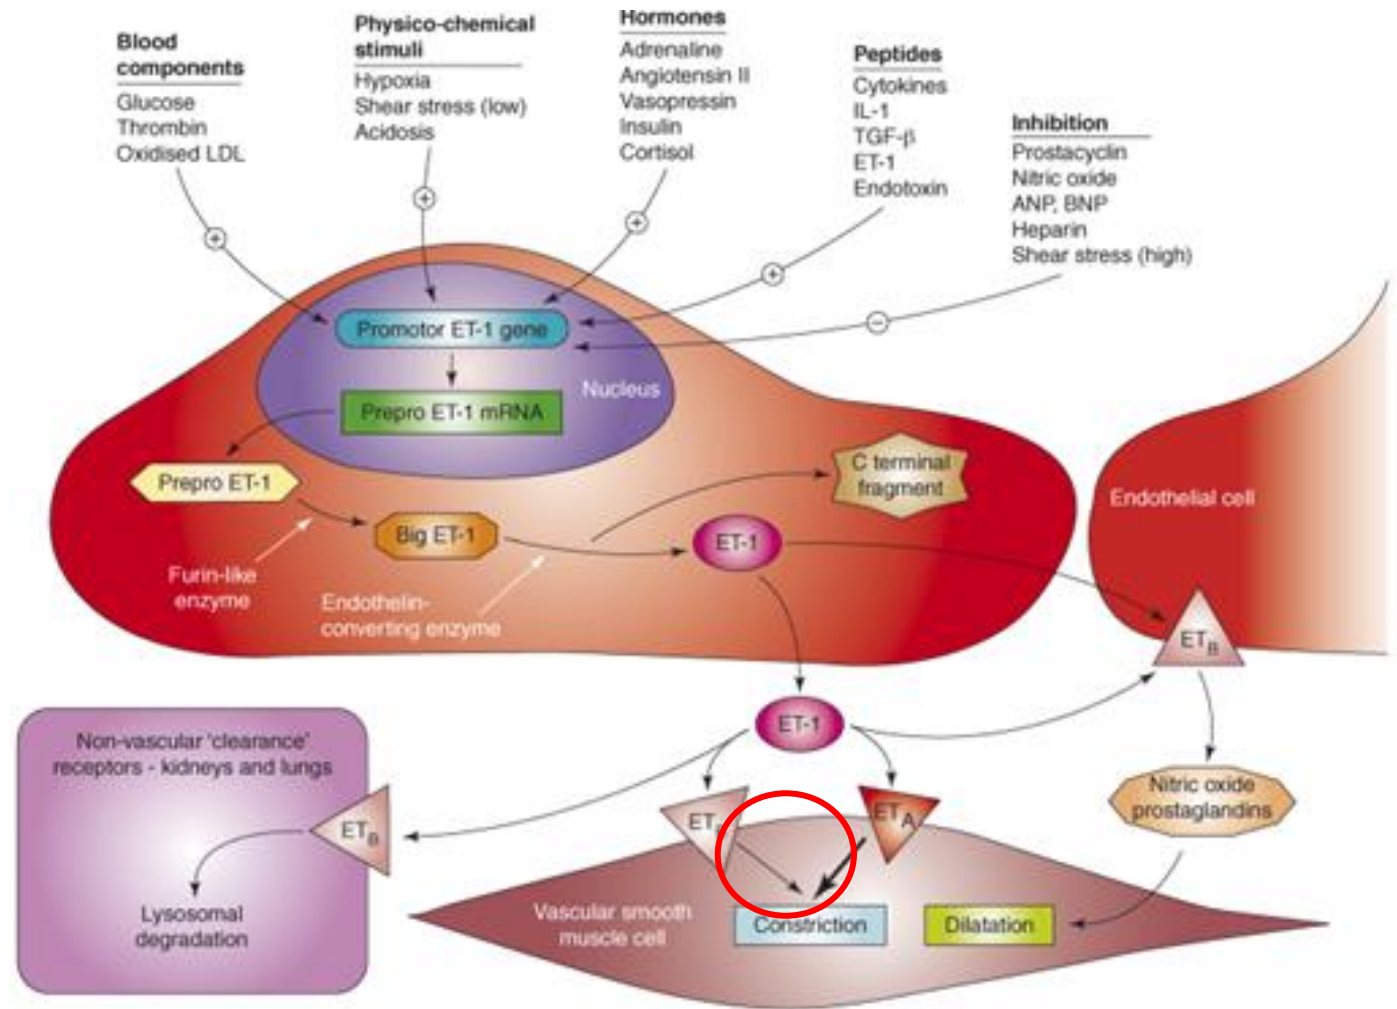 Blood
components
Glucose
Thrombin
Oxidised LDL
Physico-chemical
stimuli
Hypoxia
Shear stress (low)
Acidosis
Hormones
Adrenaline
Angiotensin II
Vasopressin
Insulin
Cortisol
Peptides
Cytokines
IL-1
TGF-β
ET-1
Endotoxin
Inhibition
Prostacyclin
Nitric oxide
ANP, BNP
Heparin
Shear stress (high)
+
+
+
+
−
Promotor ET-1 gene
Nucleus
Prepro ET-1 mRNA
Prepro ET-1
Big ET-1
ET-1
C terminal
fragment
Endothelial cell
Furin-like
enzyme
Endothelin-
converting enzyme
ETB
ET-1
Non-vascular 'clearance'
receptors - kidneys and lungs
ETB
Lysosomal
degradation
ETA
Nitric oxide
prostaglandins
Vascular smooth
muscle cell
Constriction
Dilatation